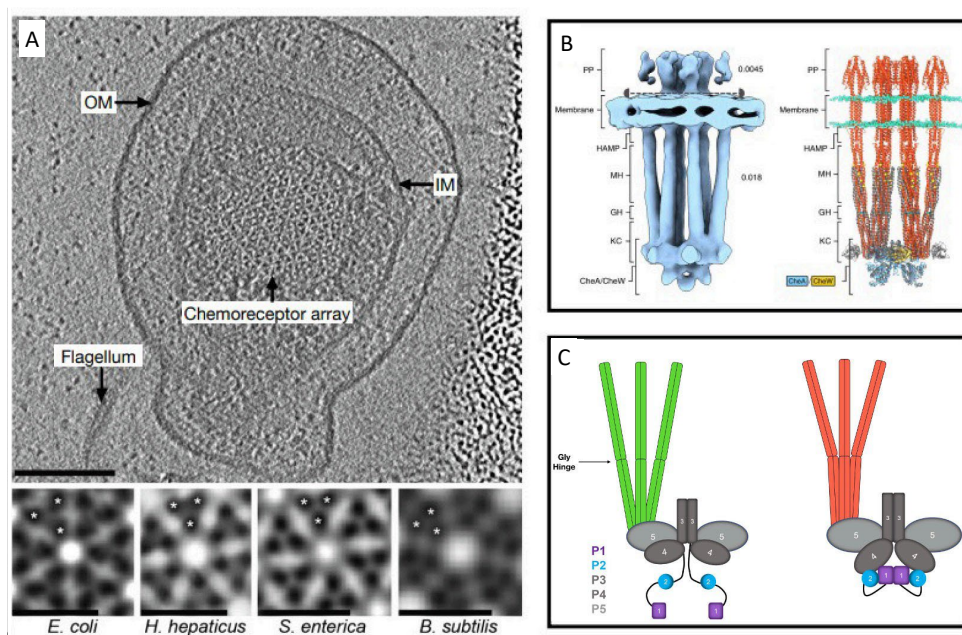 A
OM
IM
Chemoreceptor array
Flagellum
* * * * * * * * * * * *
E. coli H. hepaticus S. enterica B. subtilis
B
PP
Membrane
HAMP
MH
GH
KC
CheA/CheW
0.0045
0.018
PP
Membrane
HAMP
MH
GH
KC
CheA/CheW
CheA CheW
C
Gly
Hinge
5 3 3 5
4 4
2 2
1 1
P1
P2
P3
P4
P5
5 3 3 5
4 4
2 1 1 2